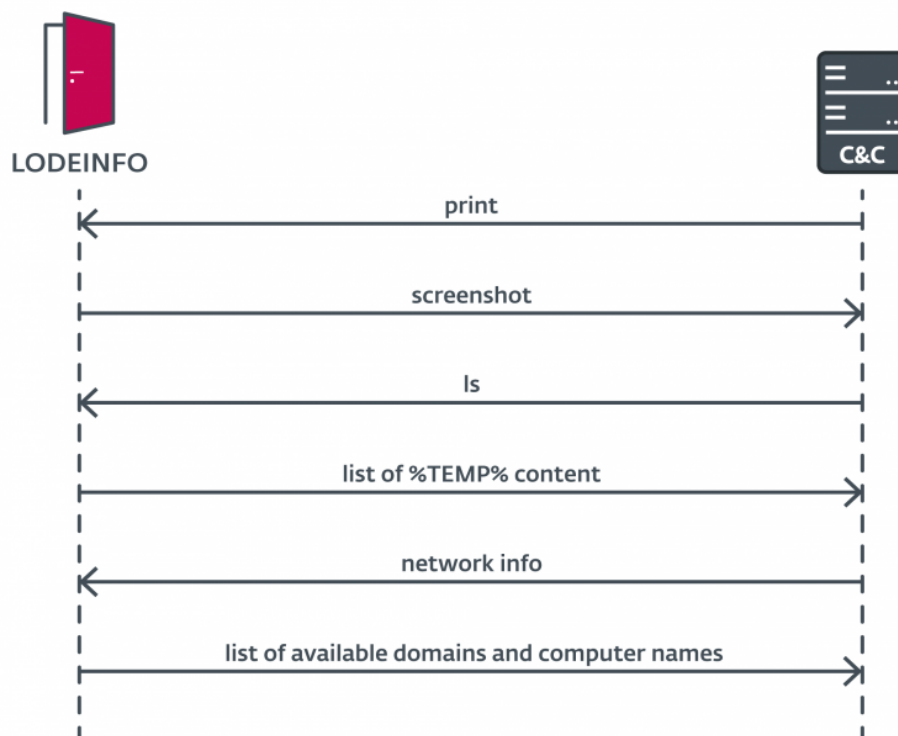 LODEINFO
C&C
print
screenshot
ls
list of %TEMP% content
network info
list of available domains and computer names